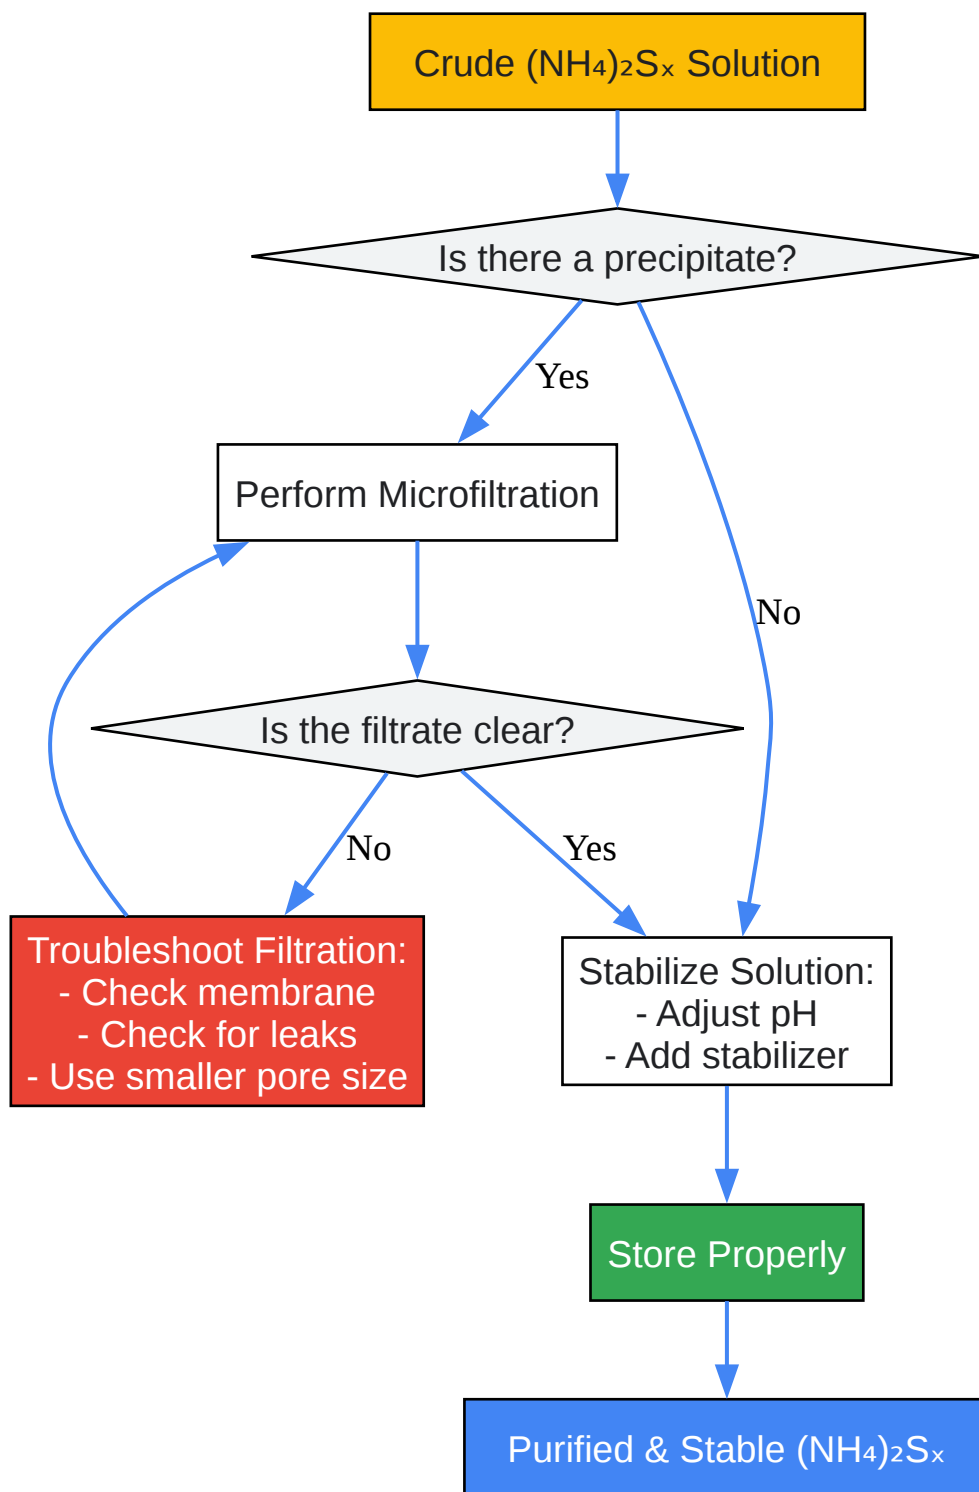 Crude (NH₄)₂Sₓ Solution
Is there a precipitate?
Yes
Perform Microfiltration
No
Is the filtrate clear?
No
Yes
Troubleshoot Filtration:
- Check membrane
- Check for leaks
- Use smaller pore size
Stabilize Solution:
- Adjust pH
- Add stabilizer
Store Properly
Purified & Stable (NH₄)₂Sₓ